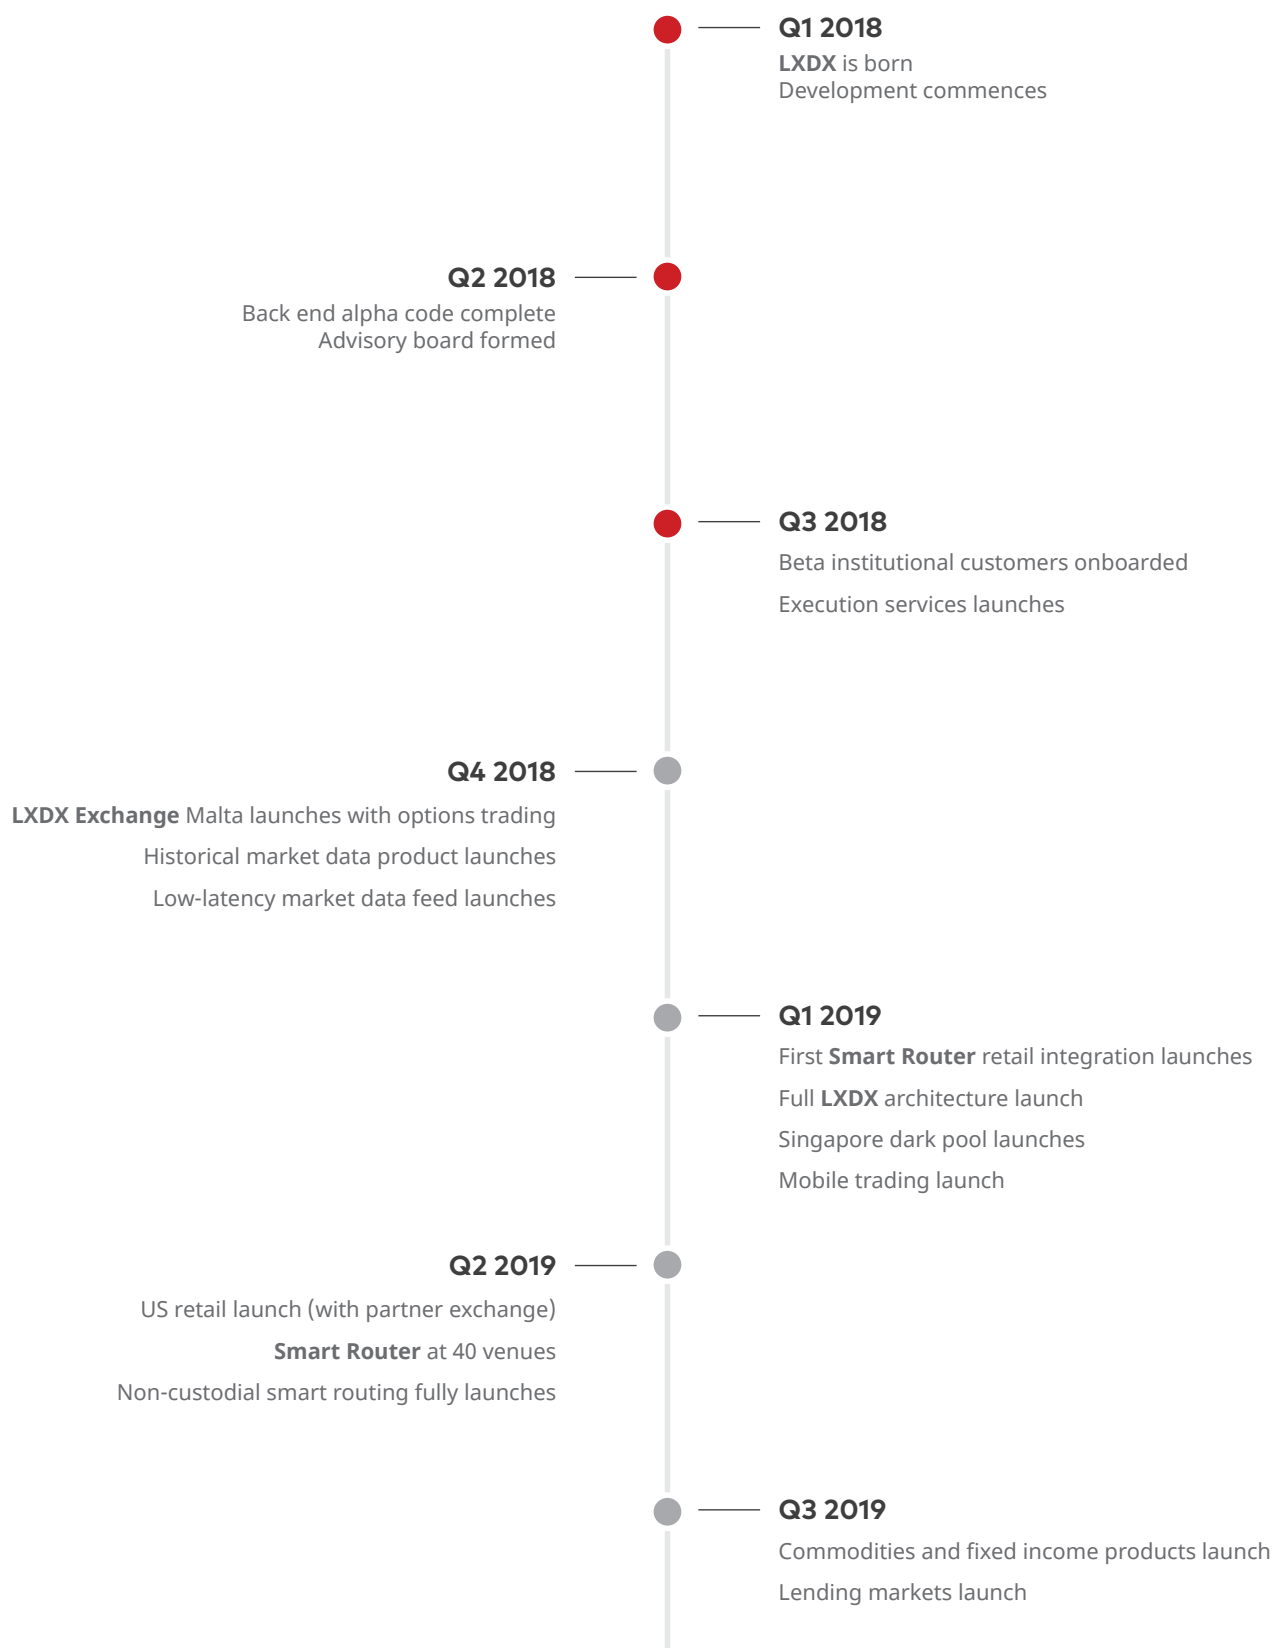 Q1 2018
LXDX is born
Development commences
Q2 2018
Back end alpha code complete
Advisory board formed
Q3 2018
Beta institutional customers onboarded
Execution services launches
Q4 2018
LXDX Exchange Malta launches with options trading
Historical market data product launches
Low-latency market data feed launches
Q1 2019
First Smart Router retail integration launches
Full LXDX architecture launch
Singapore dark pool launches
Mobile trading launch
Q2 2019
US retail launch (with partner exchange)
Smart Router at 40 venues
Non-custodial smart routing fully launches
Q3 2019
Commodities and fixed income products launch
Lending markets launch